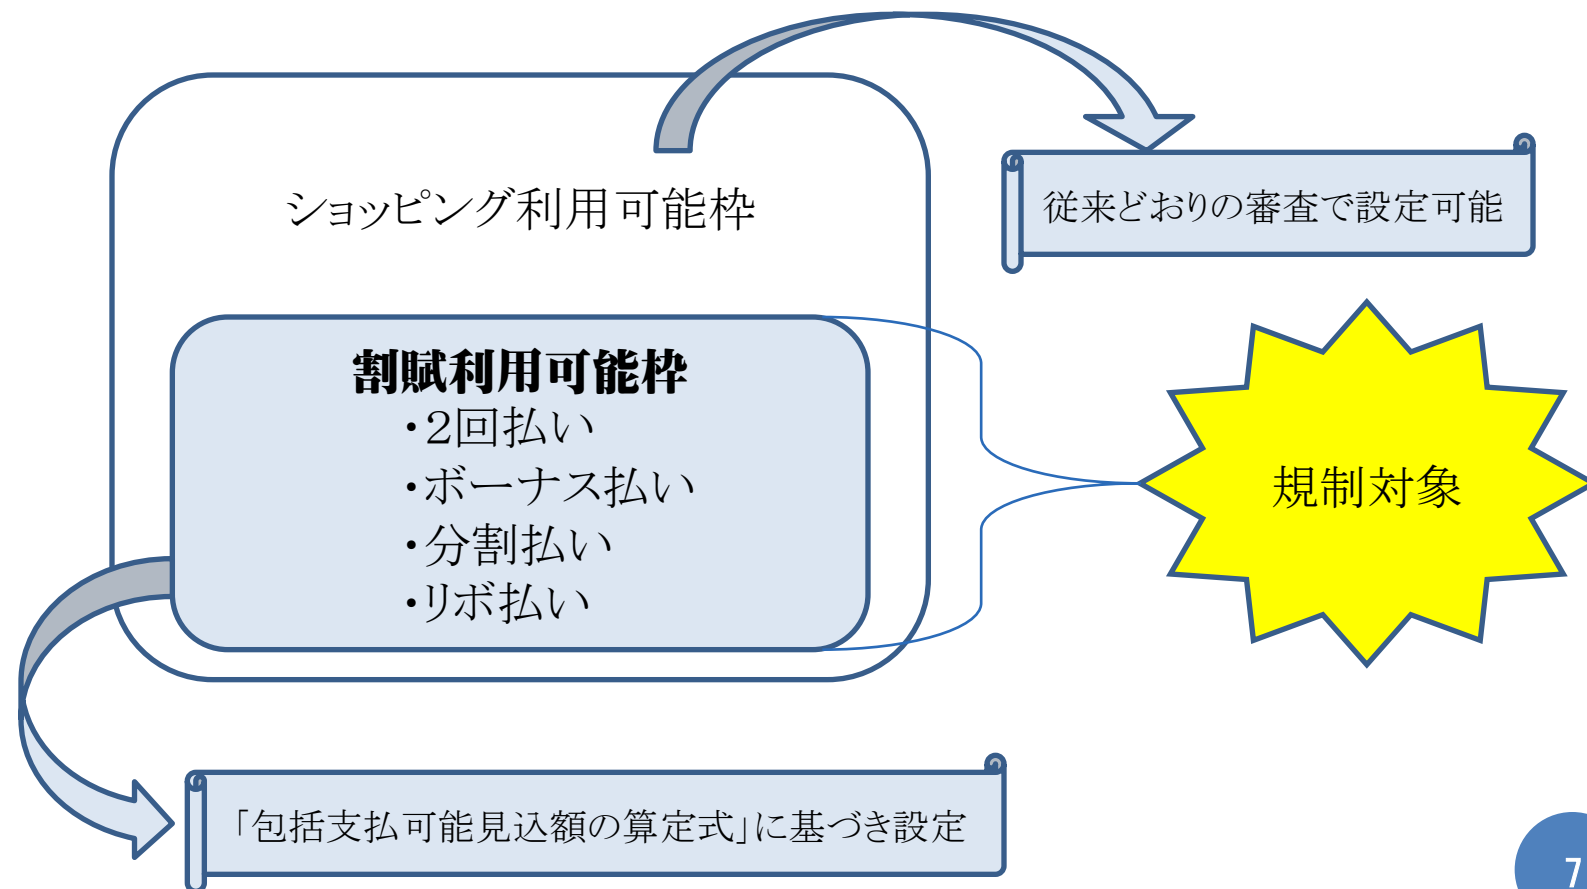 ショッピング利用可能枠
従来どおりの審査で設定可能
割賦利用可能枠
・2回払い
・ボーナス払い
・分割払い
・リボ払い
規制対象
「包括支払可能見込額の算定式」に基づき設定
7